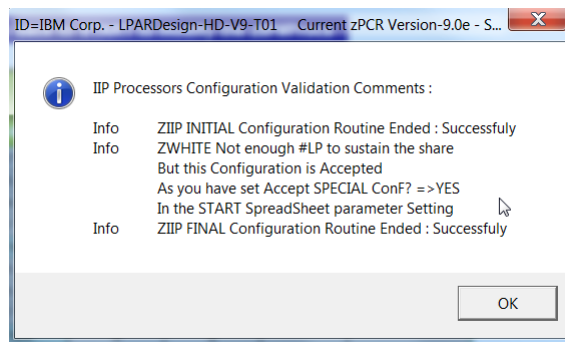 ID=IBM Corp. - LPARDesign-HD-V9-T01 Current zPCR Version-9.0e - S...
IIP Processors Configuration Validation Comments :
Info ZIIP INITIAL Configuration Routine Ended : Successfuly
Info ZWHITE Not enough #LP to sustain the share
But this Configuration is Accepted
As you have set Accept SPECIAL ConF? =>YES
In the START SpreadSheet parameter Setting
Info ZIIP FINAL Configuration Routine Ended : Successfuly
OK